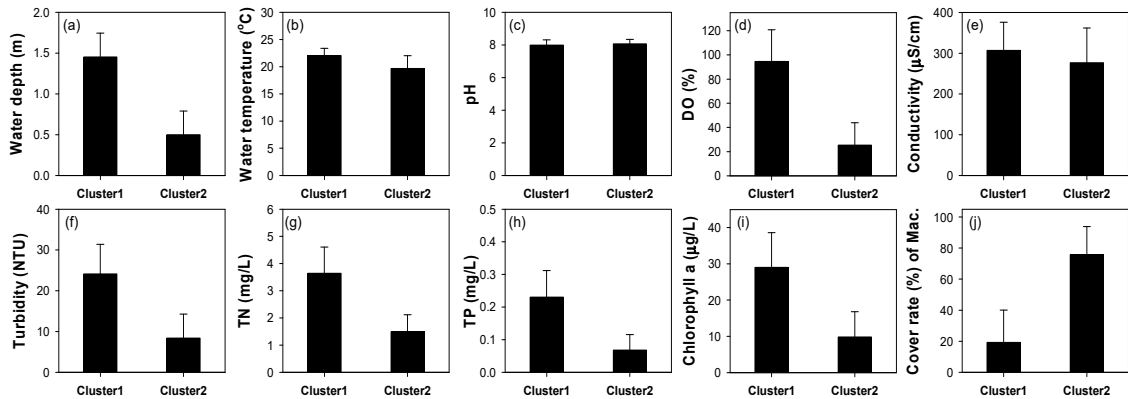 (a)
Water depth (m)
2.0
1.5
1.0
0.5
0.0
Cluster1 Cluster2
(b)
Water temperature (°C)
40
35
30
25
20
15
10
5
0
Cluster1 Cluster2
(c)
pH
10
8
6
4
2
0
Cluster1 Cluster2
(d)
DO (%)
120
100
80
60
40
20
0
Cluster1 Cluster2
(e)
Conductivity (µS/cm)
400
300
200
100
0
Cluster1 Cluster2
(f)
Turbidity (NTU)
40
30
20
10
0
Cluster1 Cluster2
(g)
TN (mg/L)
6
5
4
3
2
1
0
Cluster1 Cluster2
(h)
TP (mg/L)
0.5
0.4
0.3
0.2
0.1
0.0
Cluster1 Cluster2
(i)
Chlorophyll a (µg/L)
40
30
20
10
0
Cluster1 Cluster2
(j)
Cover rate (%) of Mac.
100
80
60
40
20
0
Cluster1 Cluster2